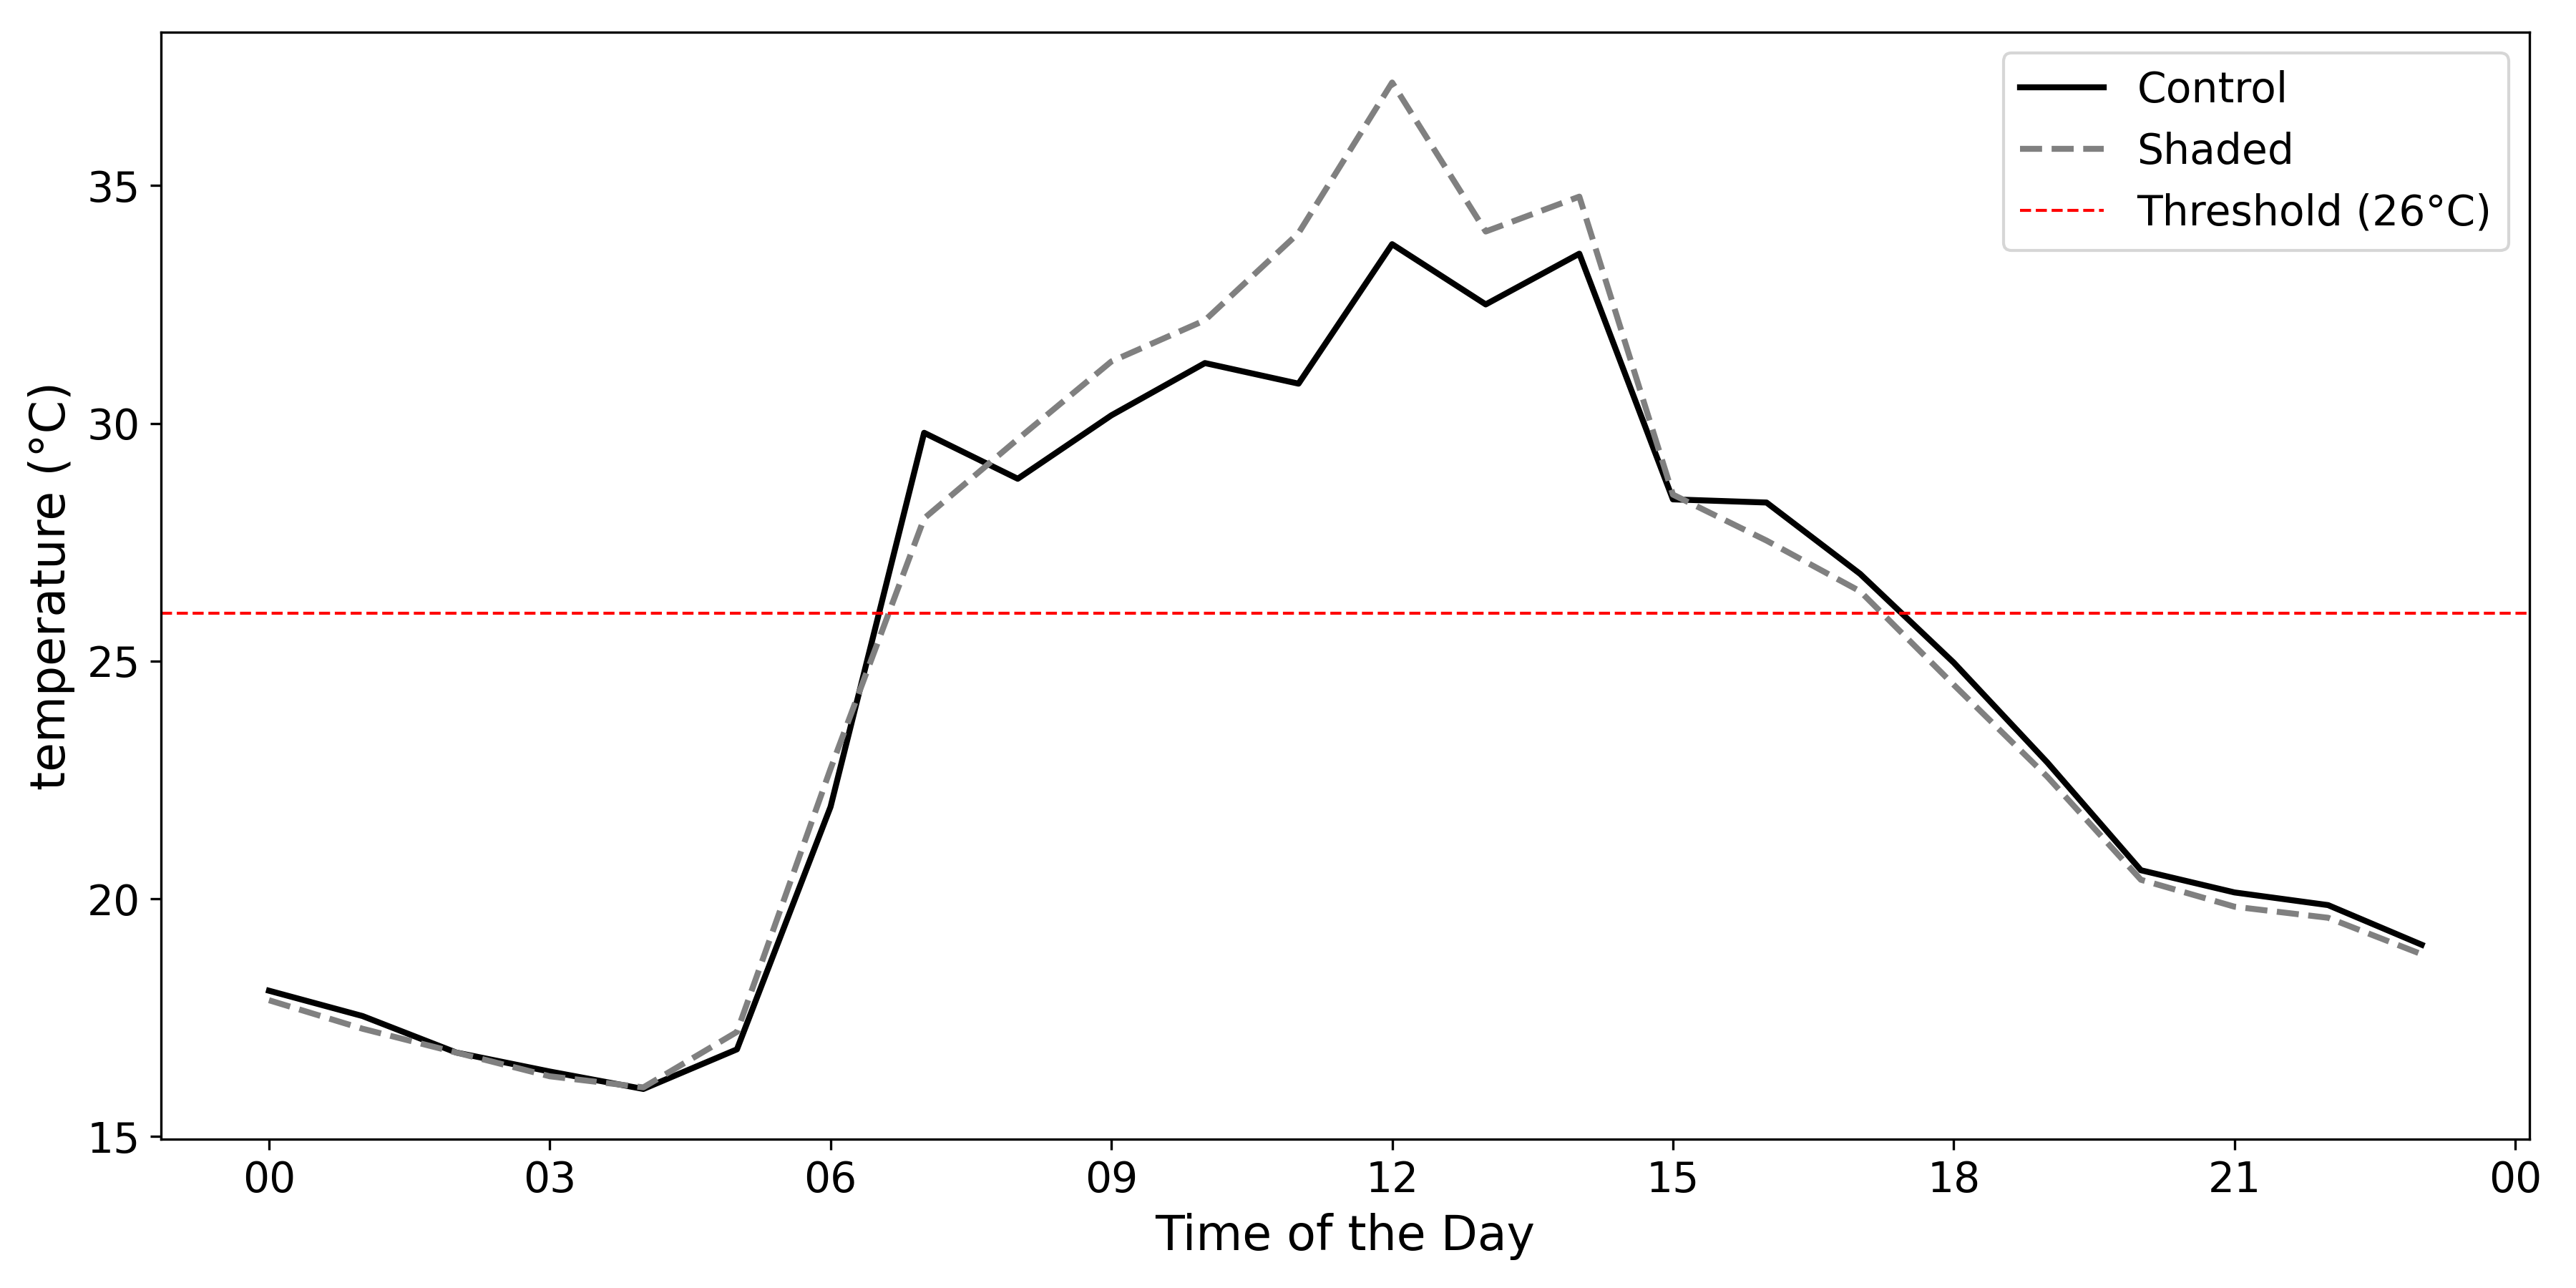 Control
Shaded
Threshold (26°C)
temperature (°C)
35
30
25
20
15
00 03 06 09 12 15 18 21 00
Time of the Day